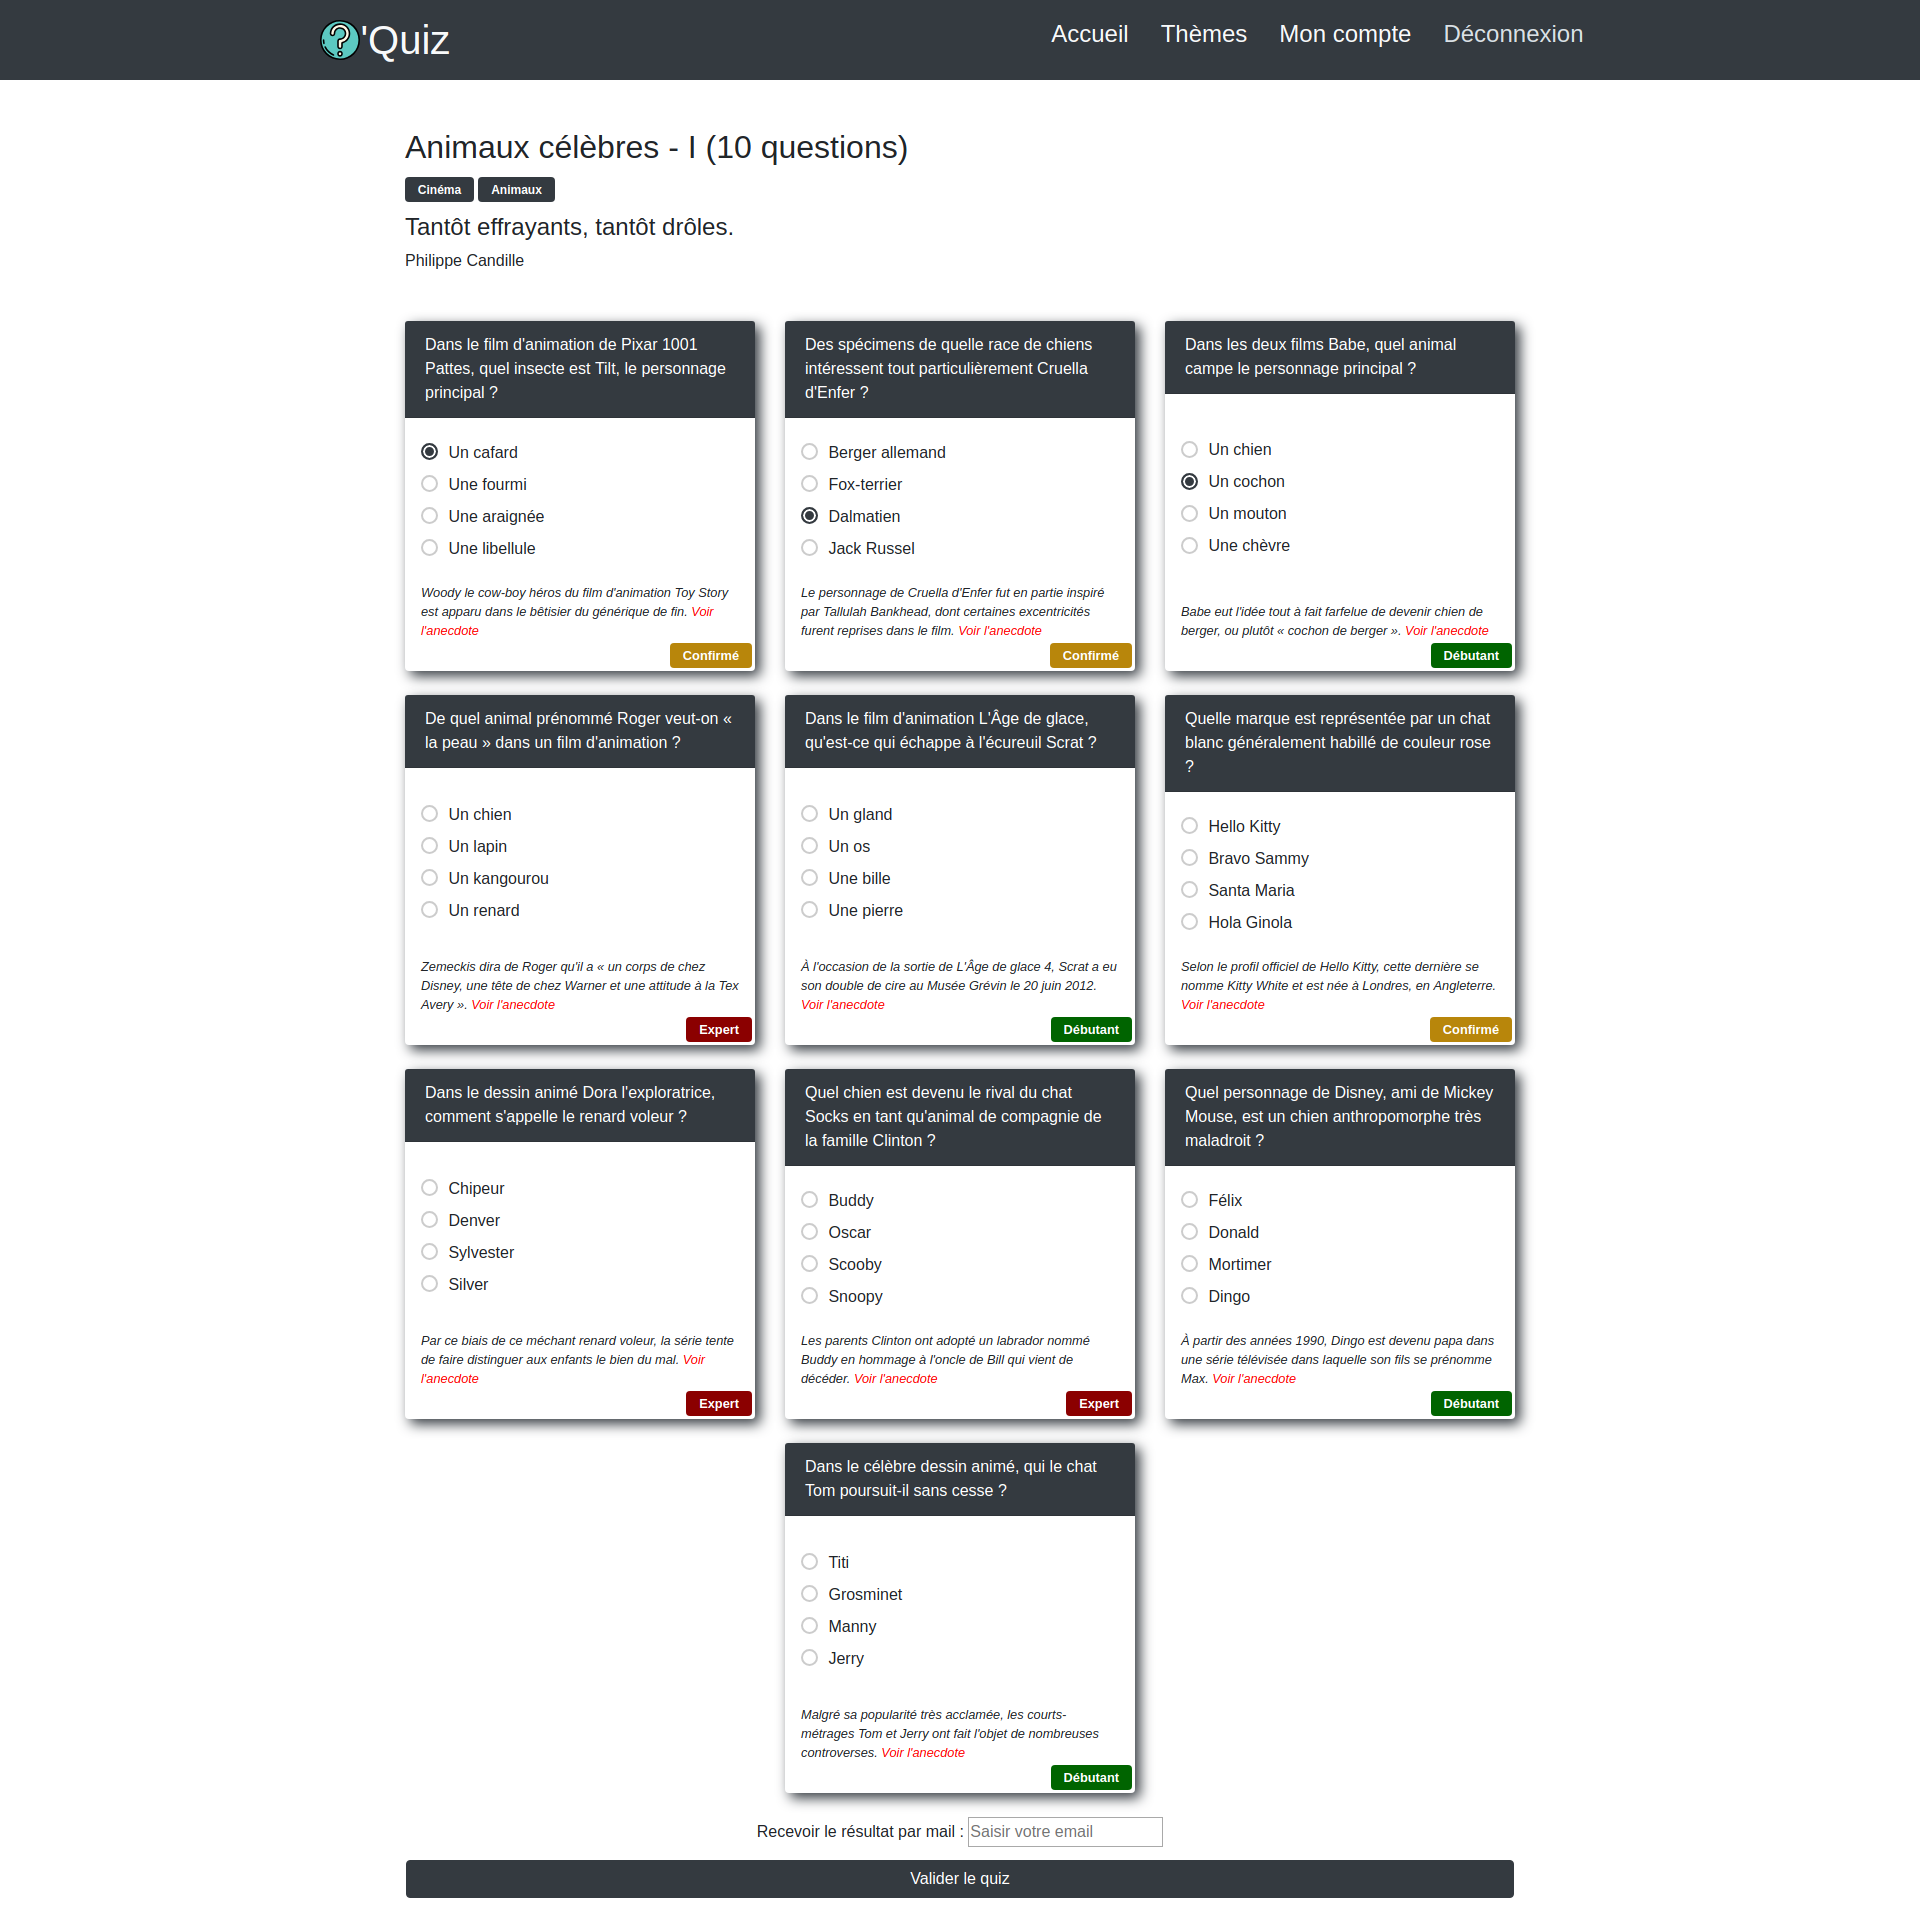 ?'Quiz
Accueil Thèmes Mon compte Déconnexion
Animaux célèbres - I (10 questions)
Cinéma Animaux
Tantôt effrayants, tantôt drôles.
Philippe Candille
Dans le film d'animation de Pixar 1001
Pattes, quel insecte est Tilt, le personnage
principal ?
Un cafard
Une fourmi
Une araignée
Une libellule
Woody le cow-boy héros du film d'animation Toy Story
est apparu dans le bêtisier du générique de fin. Voir
l'anecdote
Confirmé
Des spécimens de quelle race de chiens
intéressent tout particulièrement Cruella
d'Enfer ?
Berger allemand
Fox-terrier
Dalmatien
Jack Russel
Le personnage de Cruella d'Enfer fut en partie inspiré
par Tallulah Bankhead, dont certaines excentricités
furent reprises dans le film. Voir l'anecdote
Confirmé
Dans les deux films Babe, quel animal
campe le personnage principal ?
Un chien
Un cochon
Un mouton
Une chèvre
Babe eut l'idée tout à fait farfelue de devenir chien de
berger, ou plutôt « cochon de berger ». Voir l'anecdote
Débutant
De quel animal prénommé Roger veut-on «
la peau » dans un film d'animation ?
Un chien
Un lapin
Un kangourou
Un renard
Zemeckis dira de Roger qu'il a « un corps de chez
Disney, une tête de chez Warner et une attitude à la Tex
Avery ». Voir l'anecdote
Expert
Dans le film d'animation L'Âge de glace,
qu'est-ce qui échappe à l'écureuil Scrat ?
Un gland
Un os
Une bille
Une pierre
À l'occasion de la sortie de L'Âge de glace 4, Scrat a eu
son double de cire au Musée Grévin le 20 juin 2012.
Voir l'anecdote
Débutant
Quelle marque est représentée par un chat
blanc généralement habillé de couleur rose
?
Hello Kitty
Bravo Sammy
Santa Maria
Hola Ginola
Selon le profil officiel de Hello Kitty, cette dernière se
nomme Kitty White et est née à Londres, en Angleterre.
Voir l'anecdote
Confirmé
Dans le dessin animé Dora l'exploratrice,
comment s'appelle le renard voleur ?
Chipeur
Denver
Sylvester
Silver
Par ce biais de ce méchant renard voleur, la série tente
de faire distinguer aux enfants le bien du mal. Voir
l'anecdote
Expert
Quel chien est devenu le rival du chat
Socks en tant qu'animal de compagnie de
la famille Clinton ?
Buddy
Oscar
Scooby
Snoopy
Les parents Clinton ont adopté un labrador nommé
Buddy en hommage à l'oncle de Bill qui vient de
décéder. Voir l'anecdote
Expert
Quel personnage de Disney, ami de Mickey
Mouse, est un chien anthropomorphe très
maladroit ?
Félix
Donald
Mortimer
Dingo
À partir des années 1990, Dingo est devenu papa dans
une série télévisée dans laquelle son fils se prénomme
Max. Voir l'anecdote
Débutant
Dans le célèbre dessin animé, qui le chat
Tom poursuit-il sans cesse ?
Titi
Grosminet
Manny
Jerry
Malgré sa popularité très acclamée, les courts-
métrages Tom et Jerry ont fait l'objet de nombreuses
controverses. Voir l'anecdote
Débutant
Recevoir le résultat par mail : Saisir votre email
Valider le quiz